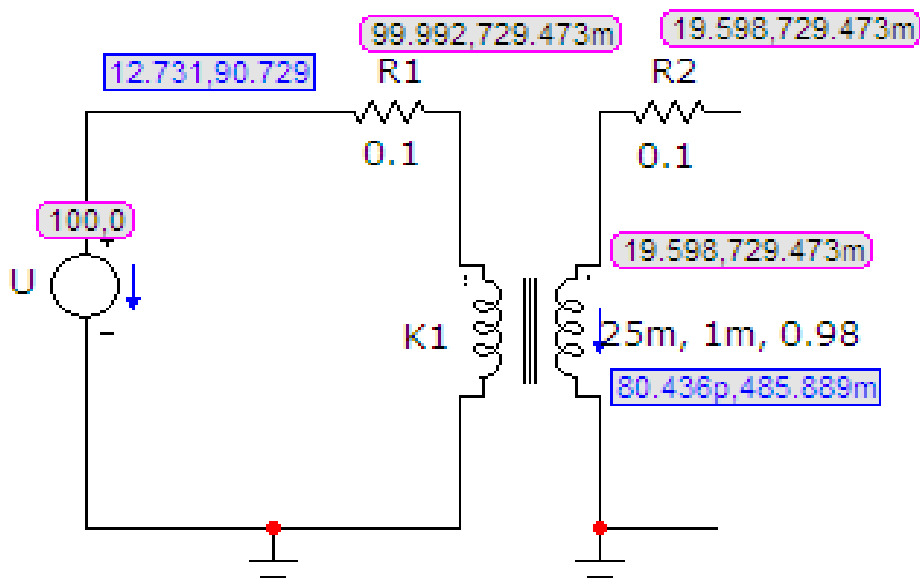 99.992,729.473m
19.598,729.473m
12.731,90.729
R1
R2
0.1
0.1
100,0
+
U
-
19.598,729.473m
K1
25m, 1m, 0.98
80.436p,485.889m